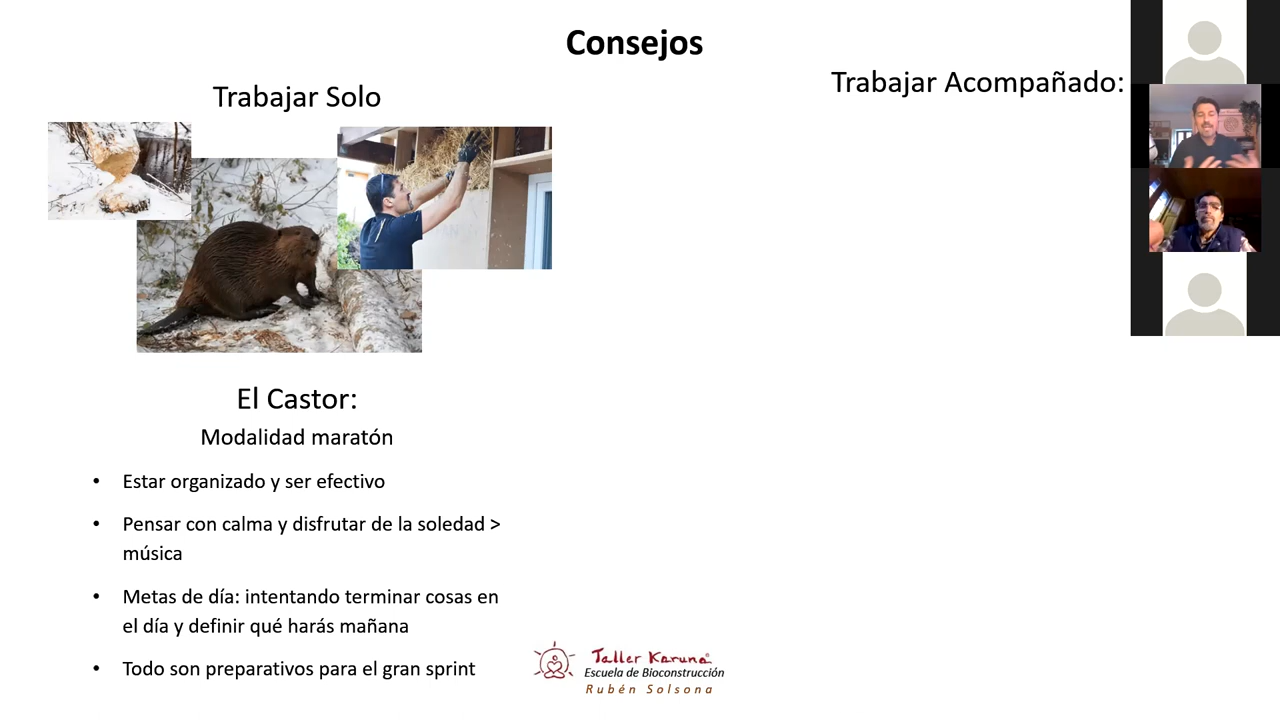 Consejos
Trabajar Solo
Trabajar Acompañado:
El Castor:
Modalidad maratón
• Estar organizado y ser efectivo
• Pensar con calma y disfrutar de la soledad >
música
• Metas de día: intentando terminar cosas en
el día y definir qué harás mañana
• Todo son preparativos para el gran sprint
Taller Karuna
Escuela de Bioconstrucción
Rubén Solsona